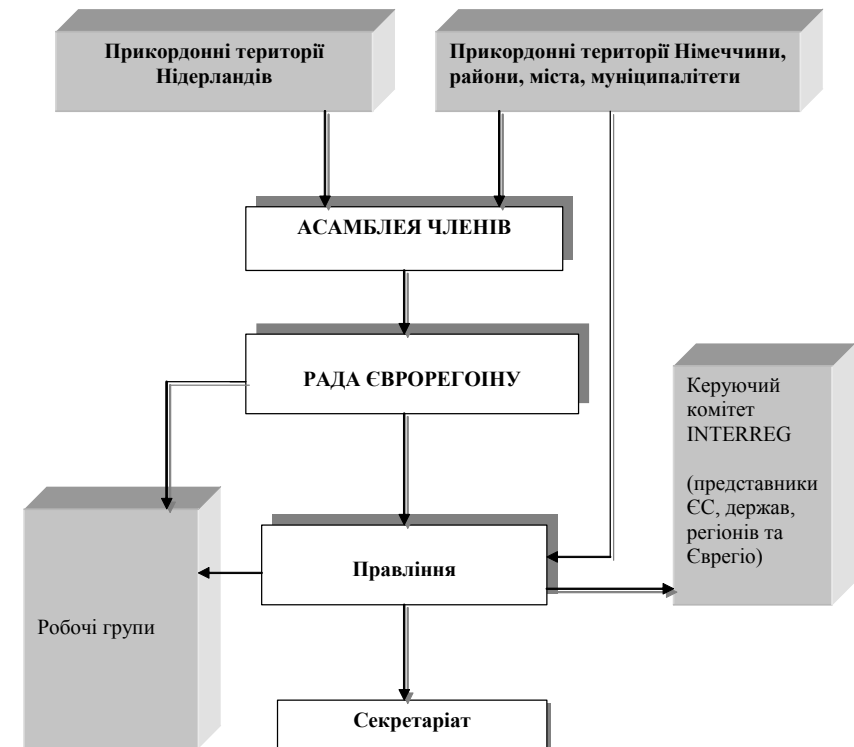 Прикордонні території
Нідерландів
Прикордонні території Німеччини,
райони, міста, муніципалітети
АСАМБЛЕЯ ЧЛЕНІВ
РАДА ЄВРОРЕГОІНУ
Керуючий
комітет
INTERREG
(представники
ЄС, держав,
регіонів та
Єврегіо)
Правління
Робочі групи
Секретаріат